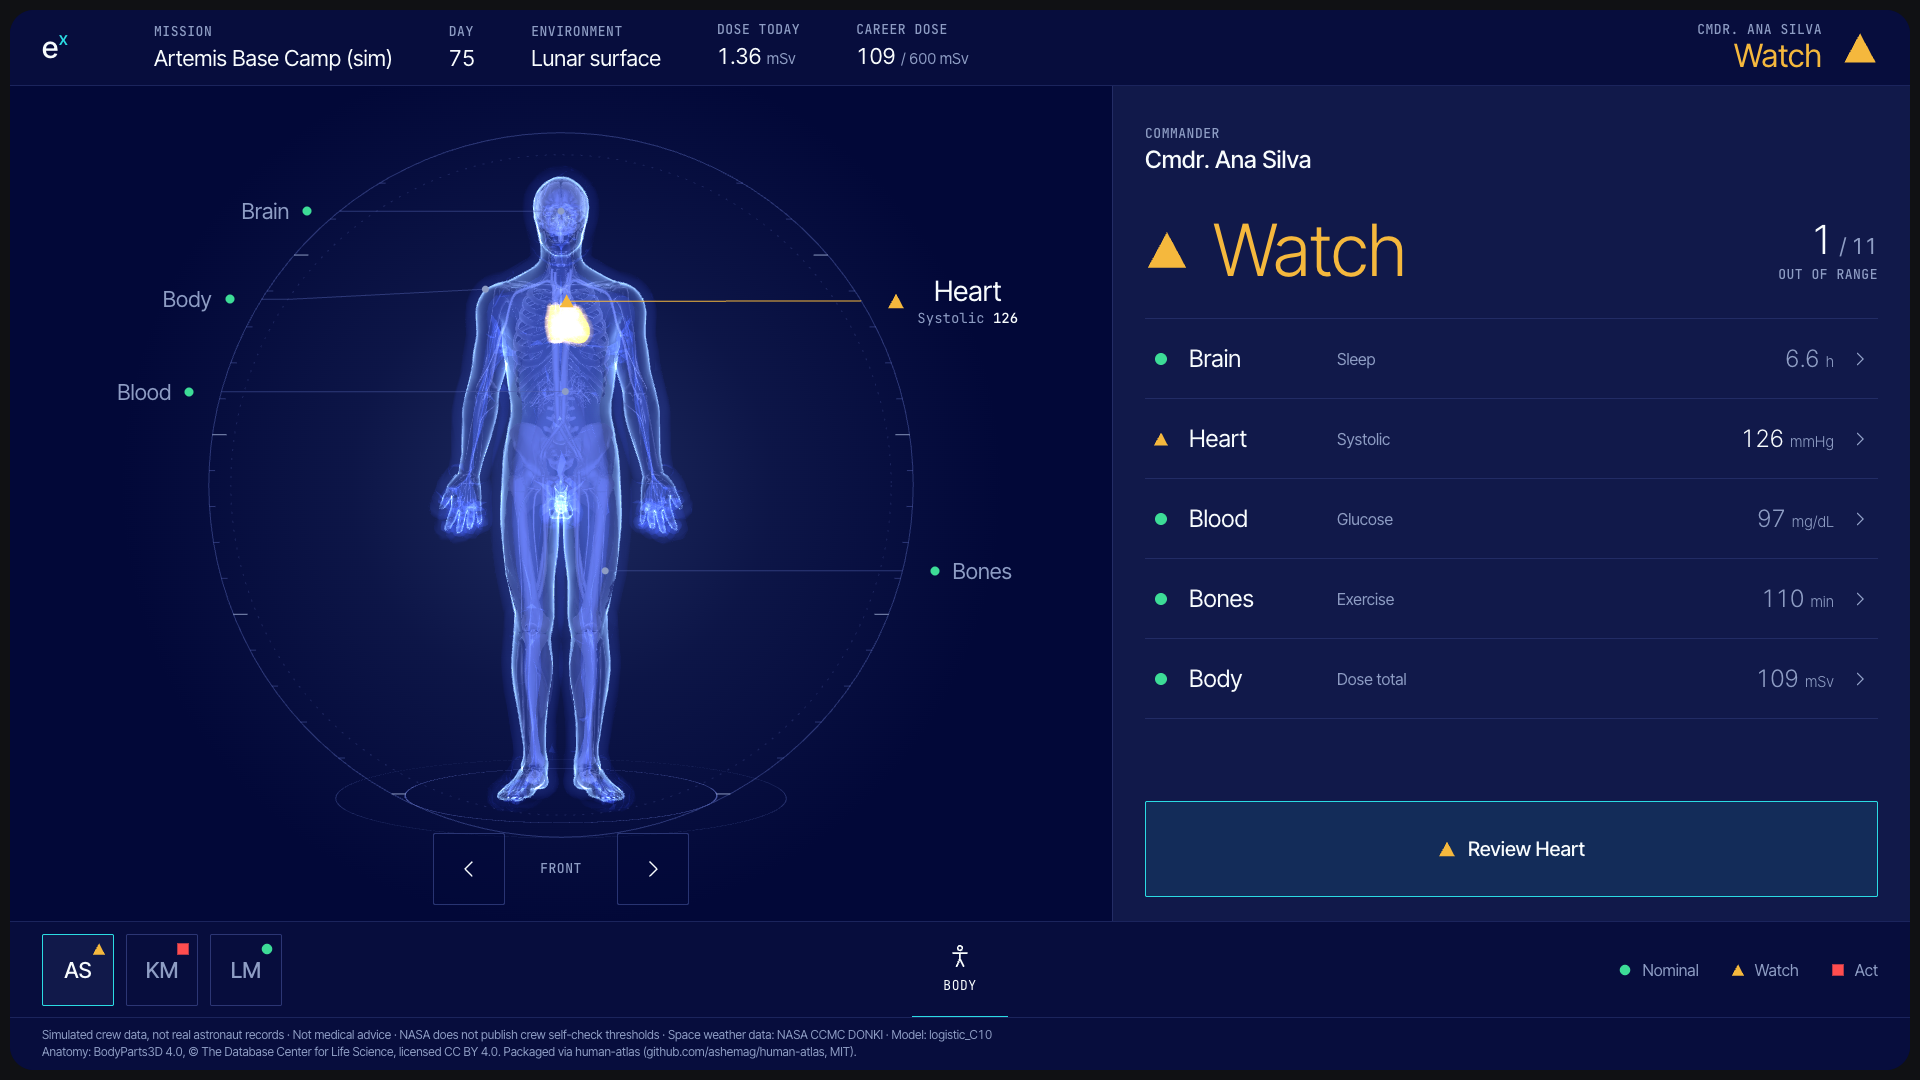 ex
MISSION
Artemis Base Camp (sim)
DAY
75
ENVIRONMENT
Lunar surface
DOSE TODAY
1.36 mSv
CAREER DOSE
109 / 600 mSv
CMDR. ANA SILVA
Watch
Brain
Body
Blood
Heart
Systolic 126
Bones
FRONT
COMMANDER
Cmdr. Ana Silva
Watch
1 / 11
OUT OF RANGE
Brain Sleep 6.6 h
Heart Systolic 126 mmHg
Blood Glucose 97 mg/dL
Bones Exercise 110 min
Body Dose total 109 mSv
Review Heart
AS
KM
LM
BODY
Nominal
Watch
Act
Simulated crew data, not real astronaut records · Not medical advice · NASA does not publish crew self-check thresholds · Space weather data: NASA CCMC DONKI · Model: logistic_C10
Anatomy: BodyParts3D 4.0, © The Database Center for Life Science, licensed CC BY 4.0. Packaged via human-atlas (github.com/ashemag/human-atlas, MIT).